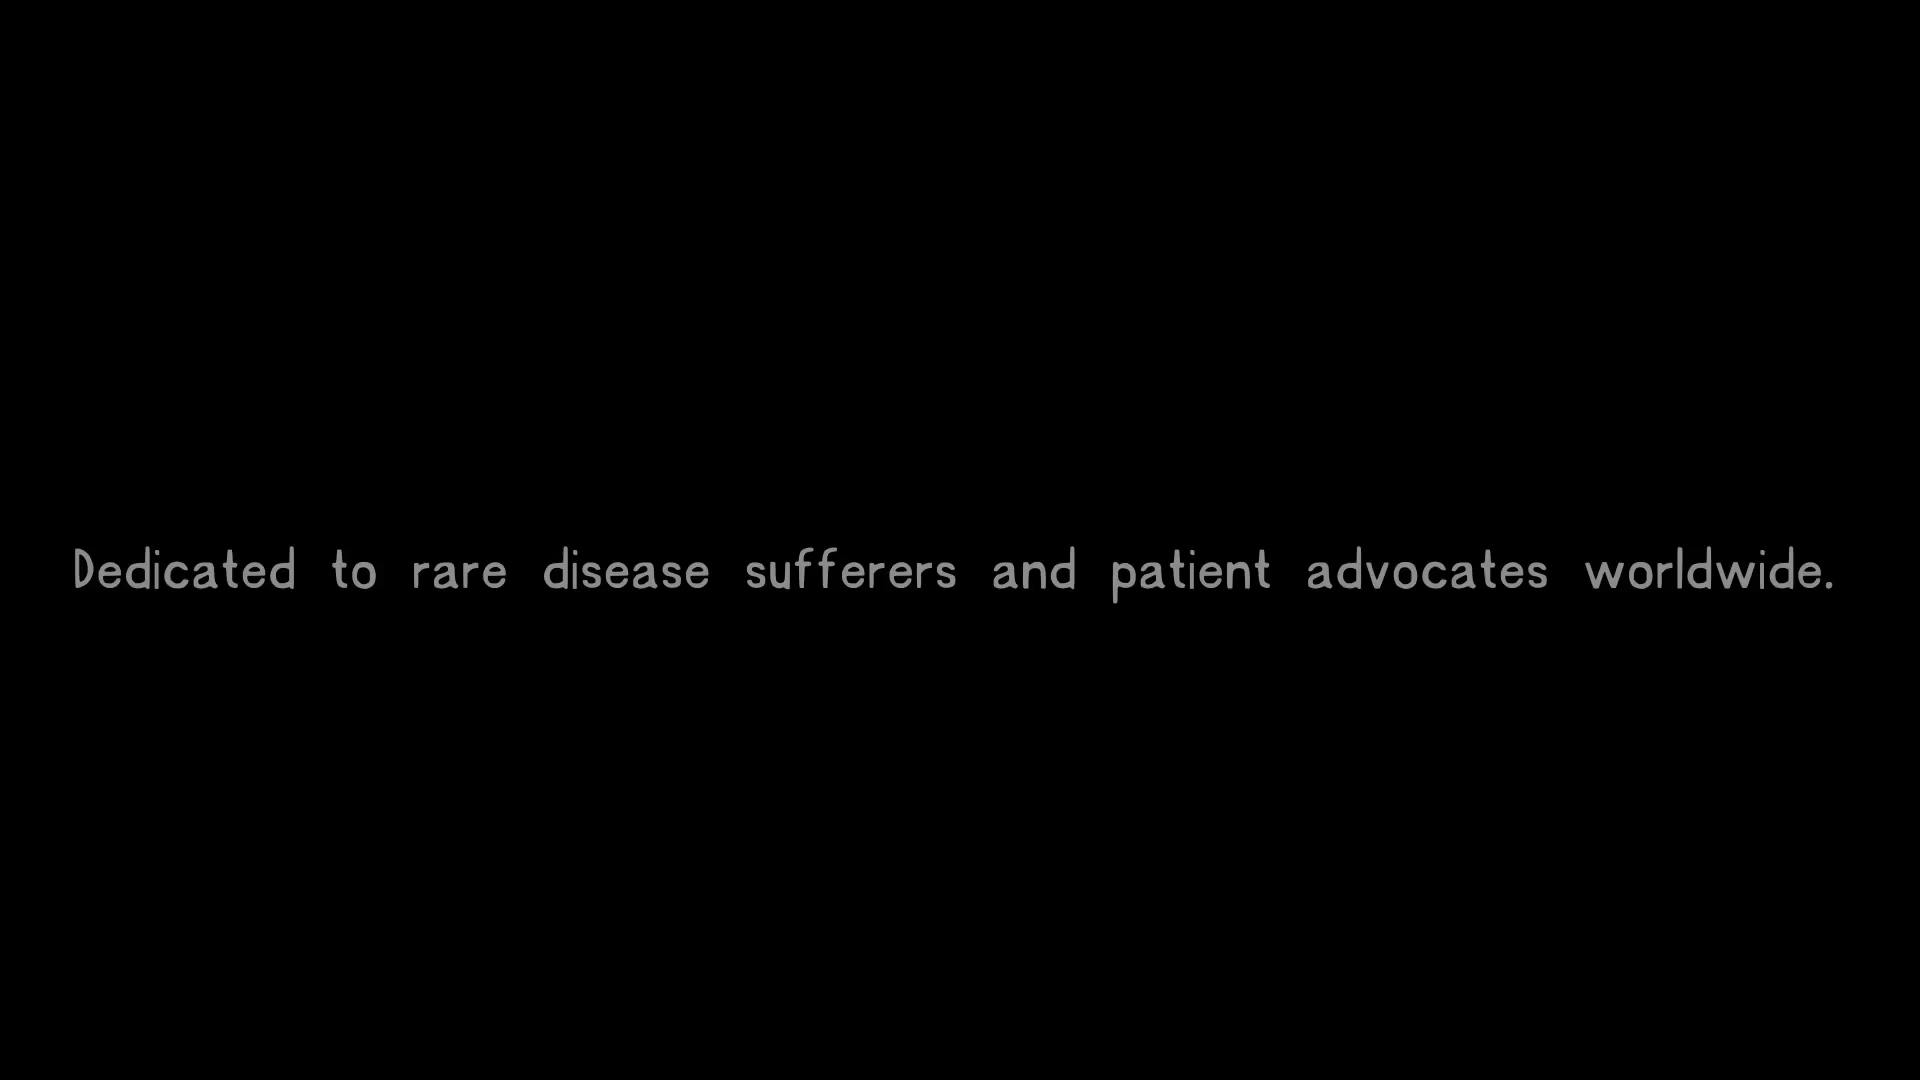 Dedicated to rare disease sufferers and patient advocates worldwide.